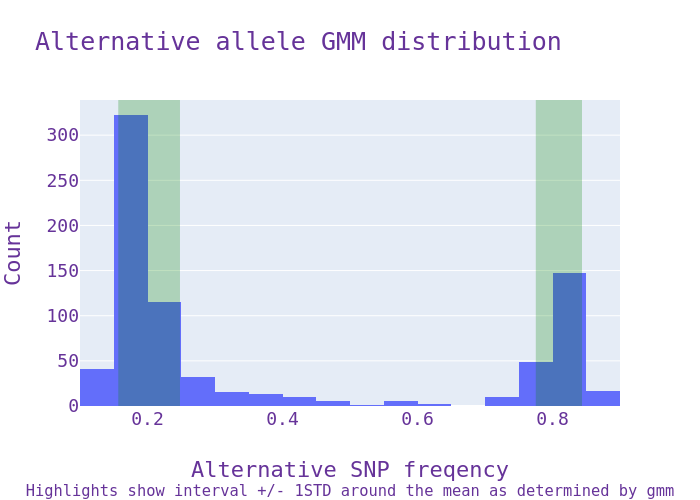 Alternative allele GMM distribution
300
250
200
150
100
50
0
Count
0.2 0.4 0.6 0.8
Alternative SNP freqency
Highlights show interval +/- 1STD around the mean as determined by gmm